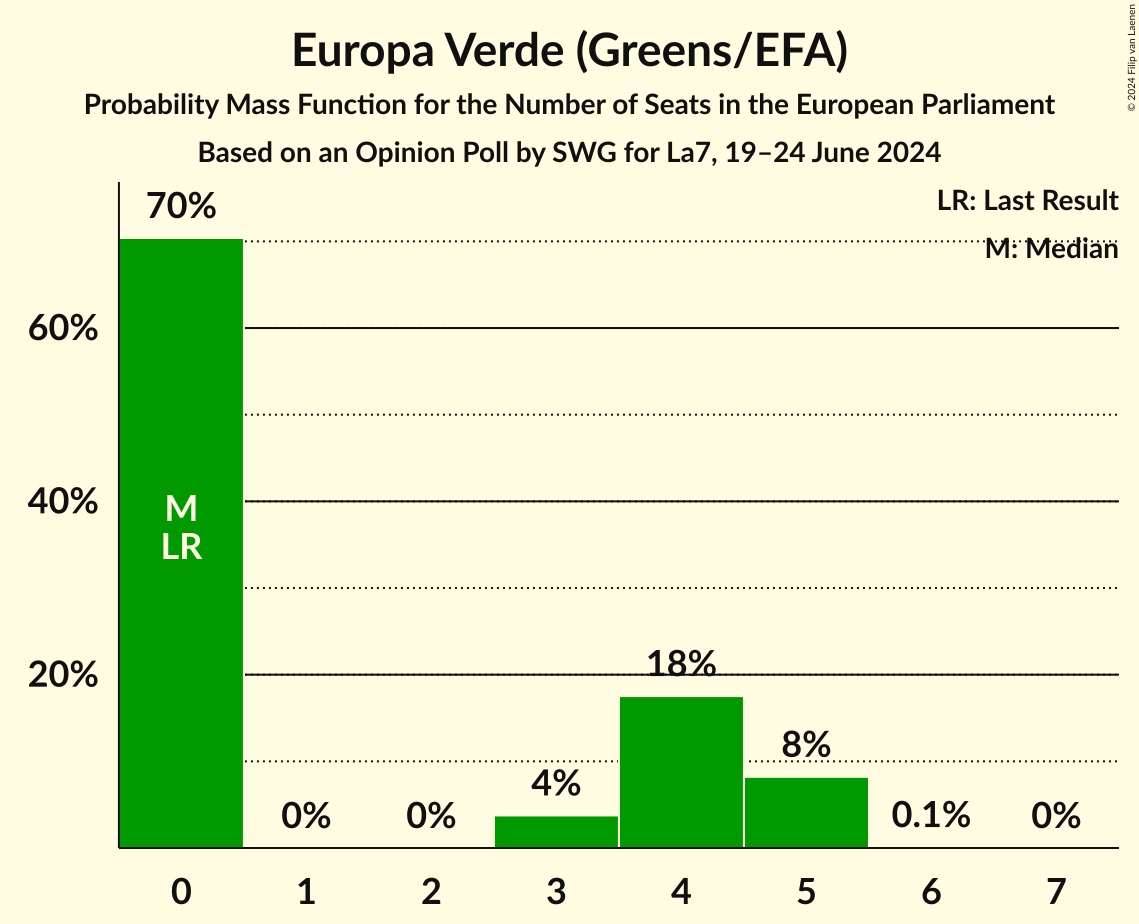 Europa Verde (Greens/EFA)
Probability Mass Function for the Number of Seats in the European Parliament
Based on an Opinion Poll by SWG for La7, 19–24 June 2024
© 2024 Filip van Laenen
LR: Last Result
M: Median
70%
60%
40%
20%
M
LR
0%
0%
4%
18%
8%
0.1%
0%
0
1
2
3
4
5
6
7